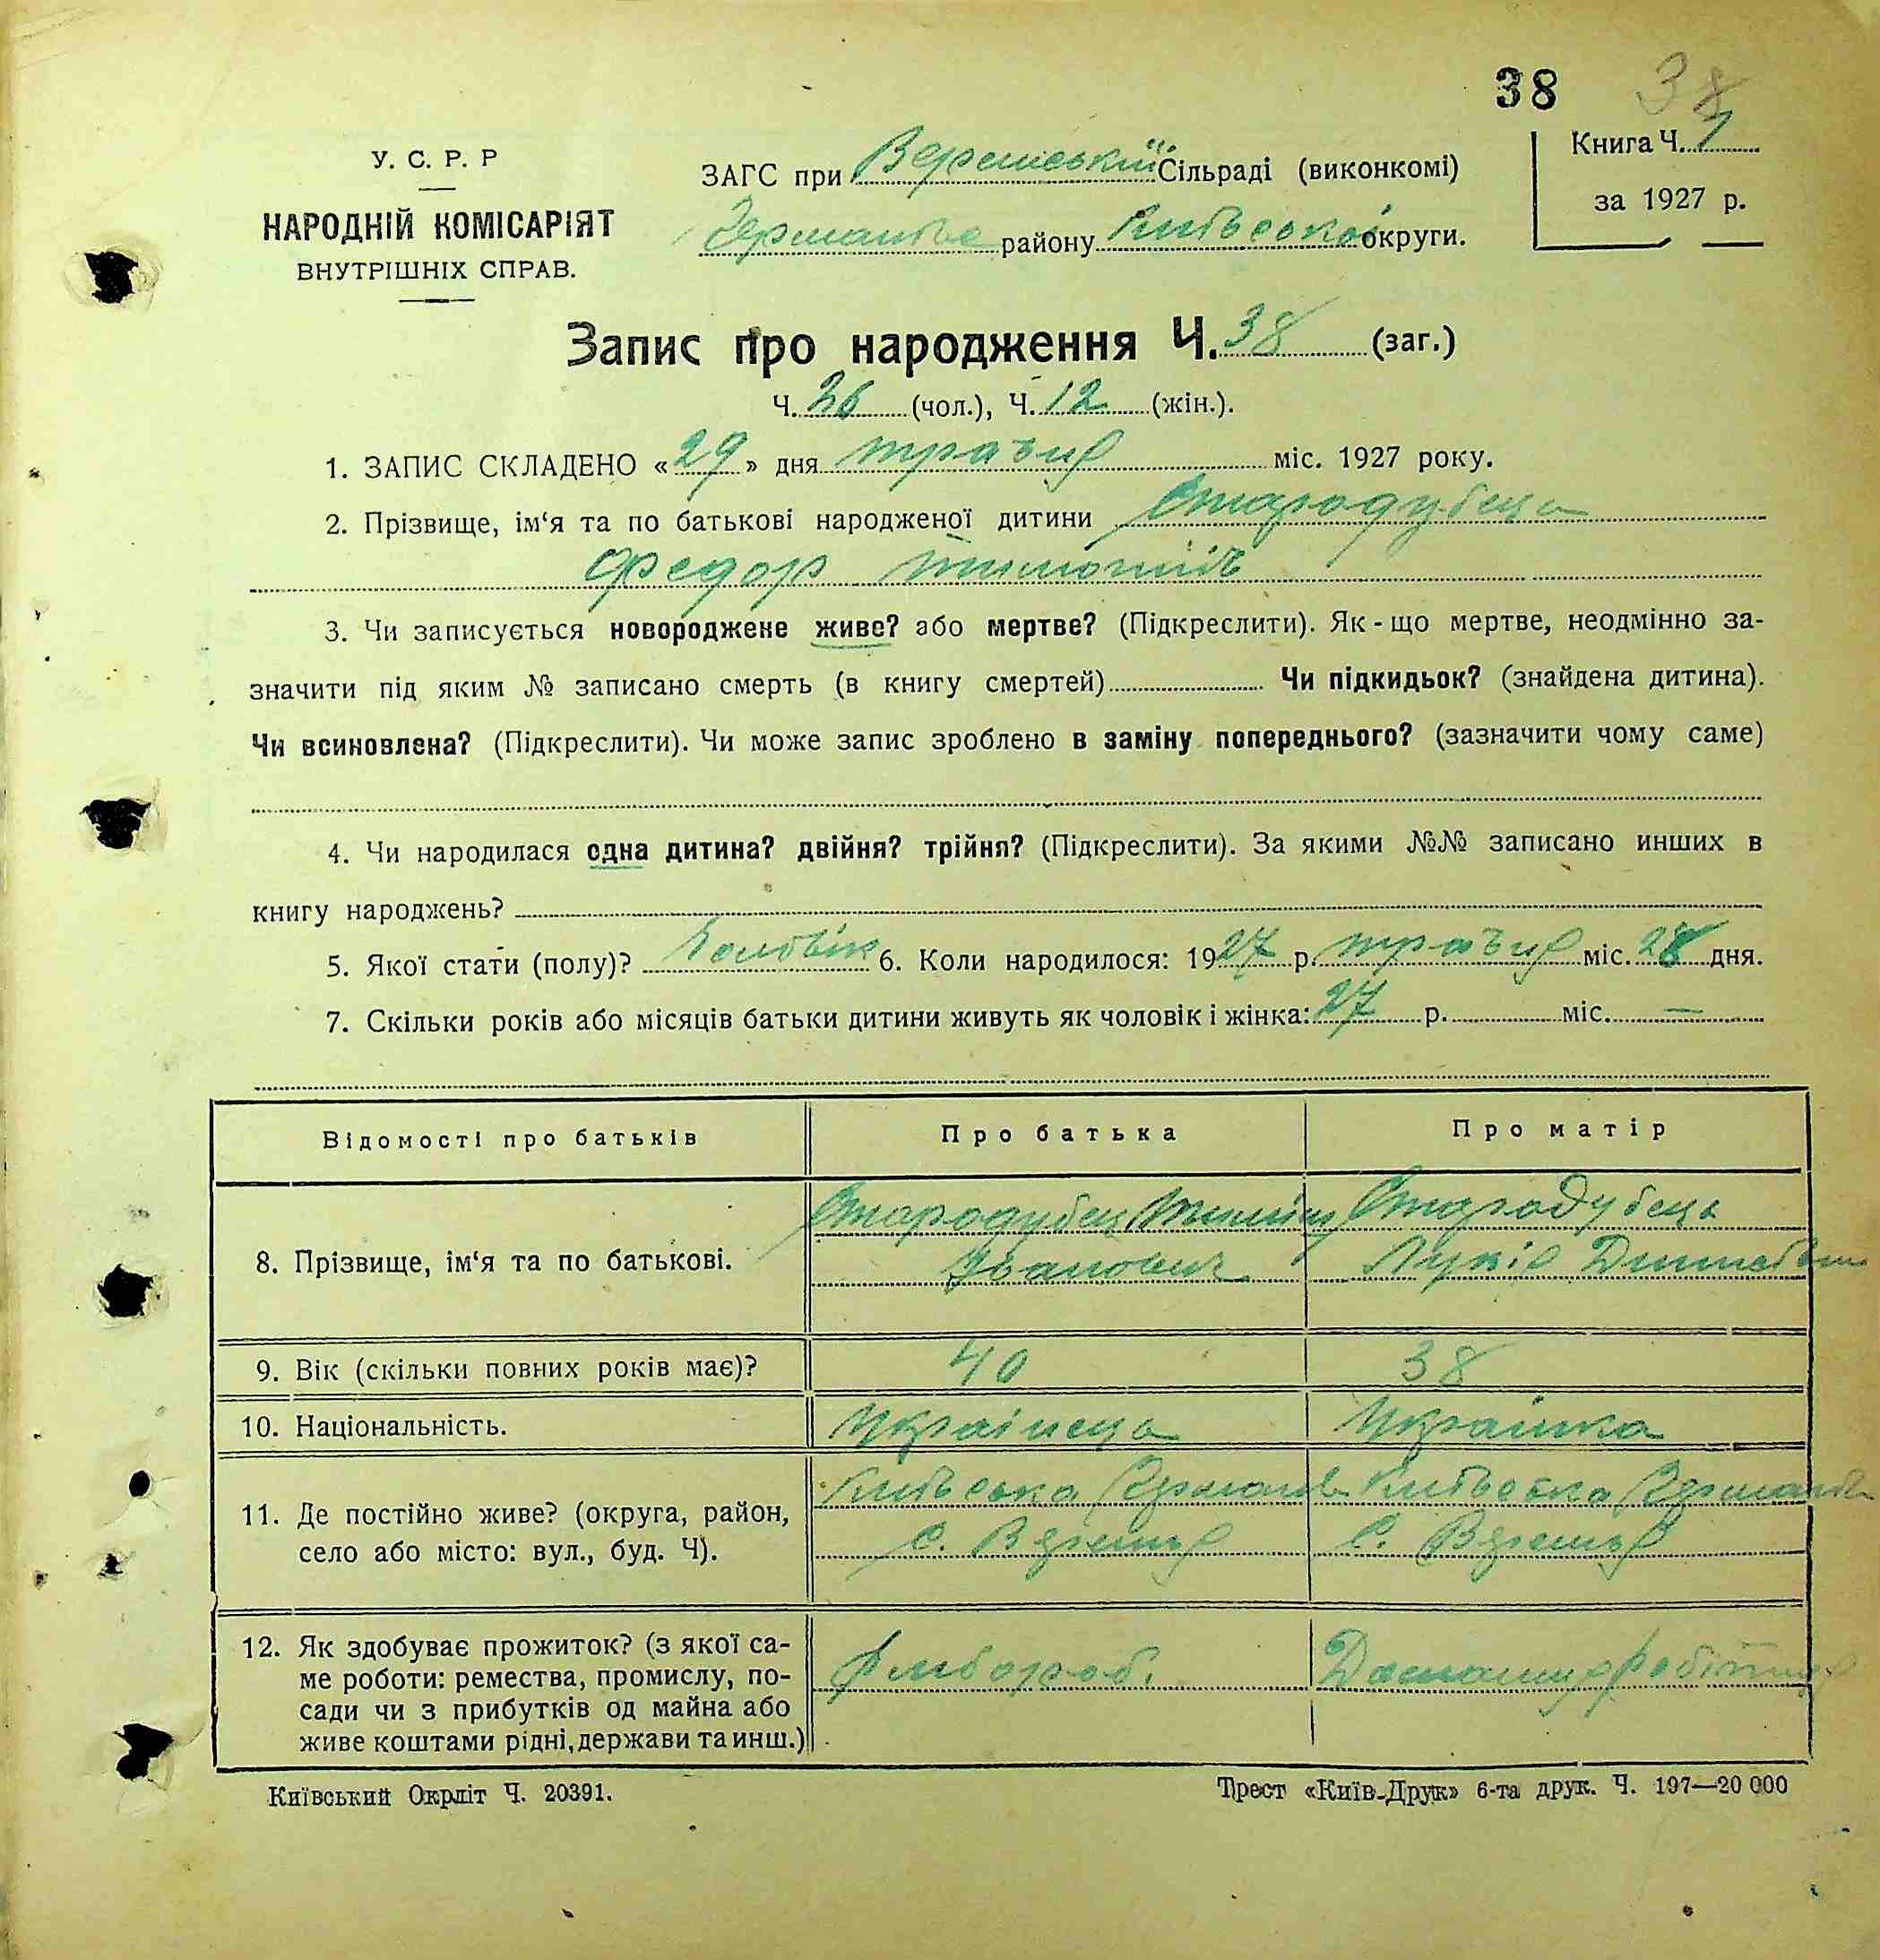 38 38
У. С. Р. Р
НАРОДНІЙ КОМІСАРІЯТ
ВНУТРІШНІХ СПРАВ.
ЗАГС при Сільраді (виконкомі)
району Київської округи.
Книга Ч. 1
за 1927 р.
Запис про народження Ч. 38 (заг.)
Ч. 26 (чол.), Ч. 12 (жін.).
1. ЗАПИС СКЛАДЕНО «29» дня травня міс. 1927 року.
2. Прізвище, ім‘я та по батькові народженої дитини Стародубець
Федор
3. Чи записується новороджене живе? або мертве? (Підкреслити). Як-що мертве, неодмінно за-
значити під яким № записано смерть (в книгу смертей) Чи підкидьок? (знайдена дитина).
Чи всиновлена? (Підкреслити). Чи може запис зроблено в заміну попереднього? (зазначити чому саме)
4. Чи народилася одна дитина? двійня? трійня? (Підкреслити). За якими №№ записано инших в
книгу народжень?
5. Якої стати (полу)? Чоловік 6. Коли народилося: 1927 р. травня міс. 28 дня.
7. Скільки років або місяців батьки дитини живуть як чоловік і жінка: 27 р. міс. —
Відомості про батьків Про батька Про матір
8. Прізвище, ім‘я та по батькові. Стародубець Стародубець
Іванович Лукія
9. Вік (скільки повних років має)? 40 38
10. Національність. Українець Українка
11. Де постійно живе? (округа, район,
село або місто: вул., буд. Ч). Київська Київська
с. с.
12. Як здобуває прожиток? (з якої са-
ме роботи: ремества, промислу, по-
сади чи з прибутків од майна або
живе коштами рідні, держави та инш.) Хлібороб. Домашня робітниця
Київський Окрліт Ч. 20391.
Трест «Київ-Друк» 6-та друк. Ч. 197—20 000